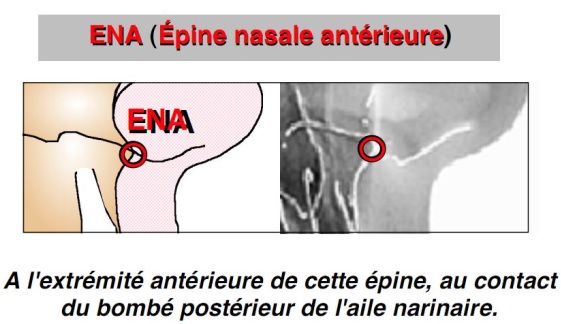 ENA (Épine nasale antérieure)
ENA
A l'extrémité antérieure de cette épine, au contact
du bombé postérieur de l'aile narinaire.